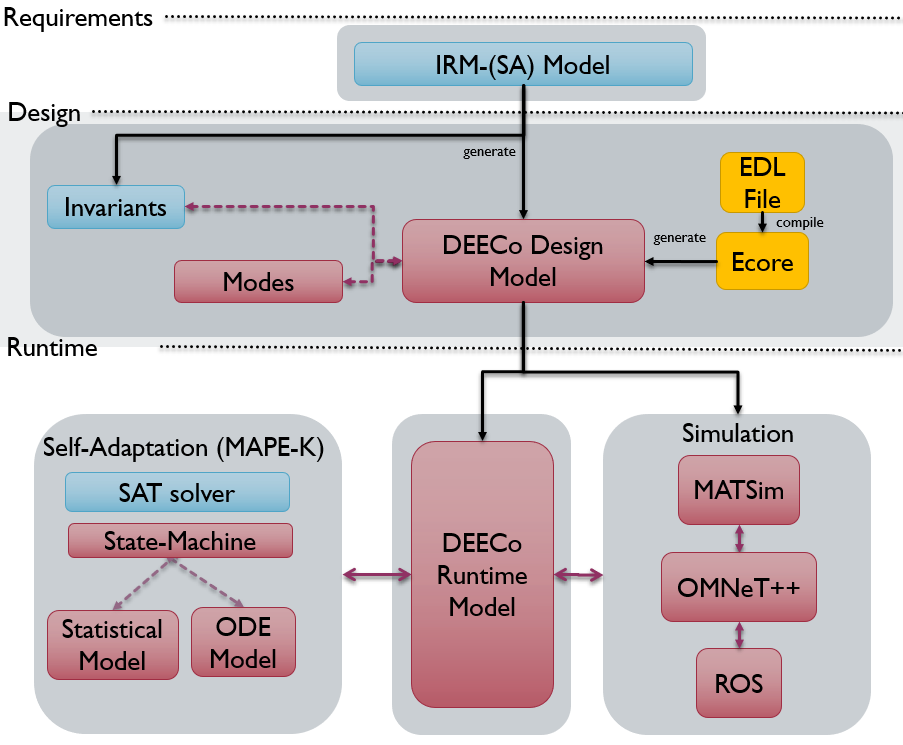 Requirements
IRM-(SA) Model
Design
generate
EDL
File
compile
Invariants
DEECo Design
Model
generate
Ecore
Modes
Runtime
Self-Adaptation (MAPE-K)
SAT solver
State-Machine
Statistical
Model
ODE
Model
DEECo
Runtime
Model
Simulation
MATSim
OMNeT++
ROS